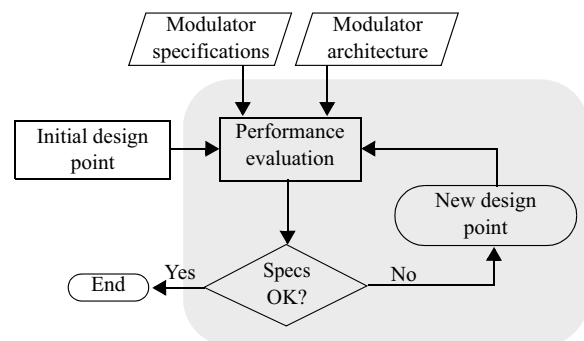 Modulator
specifications
Modulator
architecture
Initial design
point
Performance
evaluation
New design
point
Specs
OK?
Yes
No
End